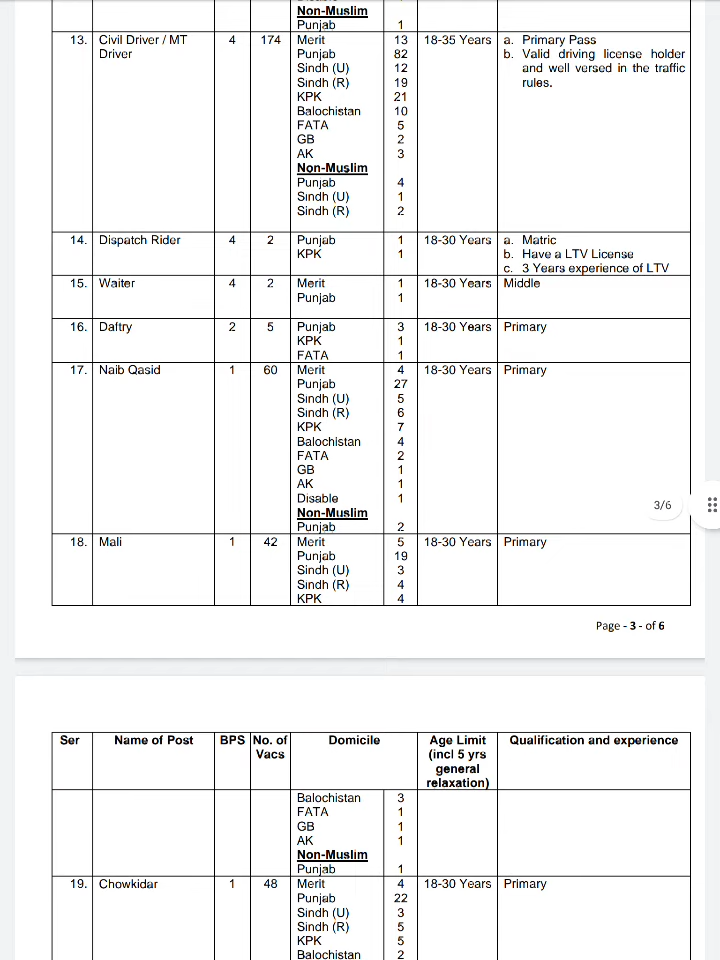 Non-Muslim
Punjab 1
13. Civil Driver / MT 4 174 Merit 13 18-35 Years a. Primary Pass
Driver Punjab 82 b. Valid driving license holder
Sindh (U) 12 and well versed in the traffic
Sindh (R) 19 rules.
KPK 21
Balochistan 10
FATA 5
GB 2
AK 3
Non-Muslim
Punjab 4
Sindh (U) 1
Sindh (R) 2
14. Dispatch Rider 4 2 Punjab 1 18-30 Years a. Matric
KPK 1 b. Have a LTV License
c. 3 Years experience of LTV
15. Waiter 4 2 Merit 1 18-30 Years Middle
Punjab 1
16. Daftry 2 5 Punjab 3 18-30 Years Primary
KPK 1
FATA 1
17. Naib Qasid 1 60 Merit 4 18-30 Years Primary
Punjab 27
Sindh (U) 5
Sindh (R) 6
KPK 7
Balochistan 4
FATA 2
GB 1
AK 1
Disable 1
3/6
Non-Muslim
Punjab 2
18. Mali 1 42 Merit 5 18-30 Years Primary
Punjab 19
Sindh (U) 3
Sindh (R) 4
KPK 4
Page - 3 - of 6
Ser Name of Post BPS No. of Vacs Domicile Age Limit (incl 5 yrs general relaxation) Qualification and experience
Balochistan 3
FATA 1
GB 1
AK 1
Non-Muslim
Punjab 1
19. Chowkidar 1 48 Merit 4 18-30 Years Primary
Punjab 22
Sindh (U) 3
Sindh (R) 5
KPK 5
Balochistan 2